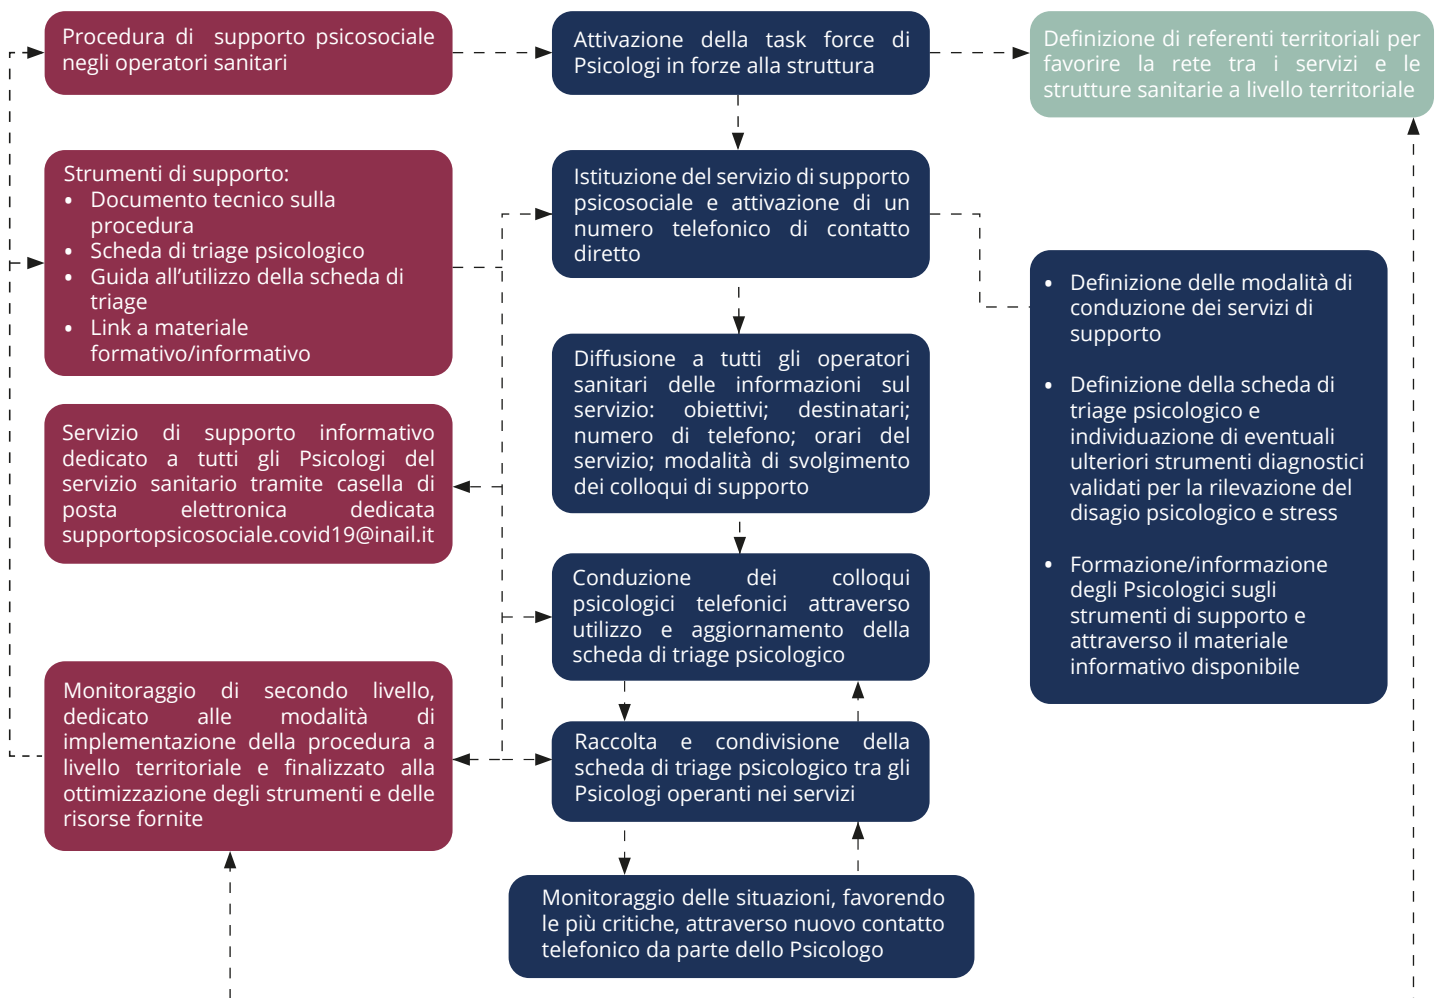 Procedura di supporto psicosociale
negli operatori sanitari
Attivazione della task force di
Psicologi in forze alla struttura
Definizione di referenti territoriali per
favorire la rete tra i servizi e le
strutture sanitarie a livello territoriale
Strumenti di supporto:
• Documento tecnico sulla
procedura
• Scheda di triage psicologico
• Guida all'utilizzo della scheda di
triage
• Link a materiale
formativo/informativo
Istituzione del servizio di supporto
psicosociale e attivazione di un
numero telefonico di contatto
diretto
• Definizione delle modalità di
conduzione dei servizi di
supporto
• Definizione della scheda di
triage psicologico e
individuazione di eventuali
ulteriori strumenti diagnostici
validati per la rilevazione del
disagio psicologico e stress
• Formazione/informazione
degli Psicologici sugli
strumenti di supporto e
attraverso il materiale
informativo disponibile
Diffusione a tutti gli operatori
sanitari delle informazioni sul
servizio: obiettivi; destinatari;
numero di telefono; orari del
servizio; modalità di svolgimento
dei colloqui di supporto
Servizio di supporto informativo
dedicato a tutti gli Psicologi del
servizio sanitario tramite casella di
posta elettronica dedicata
supportopsicosociale.covid19@inail.it
Conduzione dei colloqui
psicologici telefonici attraverso
utilizzo e aggiornamento della
scheda di triage psicologico
Monitoraggio di secondo livello,
dedicato alle modalità di
implementazione della procedura a
livello territoriale e finalizzato alla
ottimizzazione degli strumenti e delle
risorse fornite
Raccolta e condivisione della
scheda di triage psicologico tra gli
Psicologi operanti nei servizi
Monitoraggio delle situazioni, favorendo
le più critiche, attraverso nuovo contatto
telefonico da parte dello Psicologo